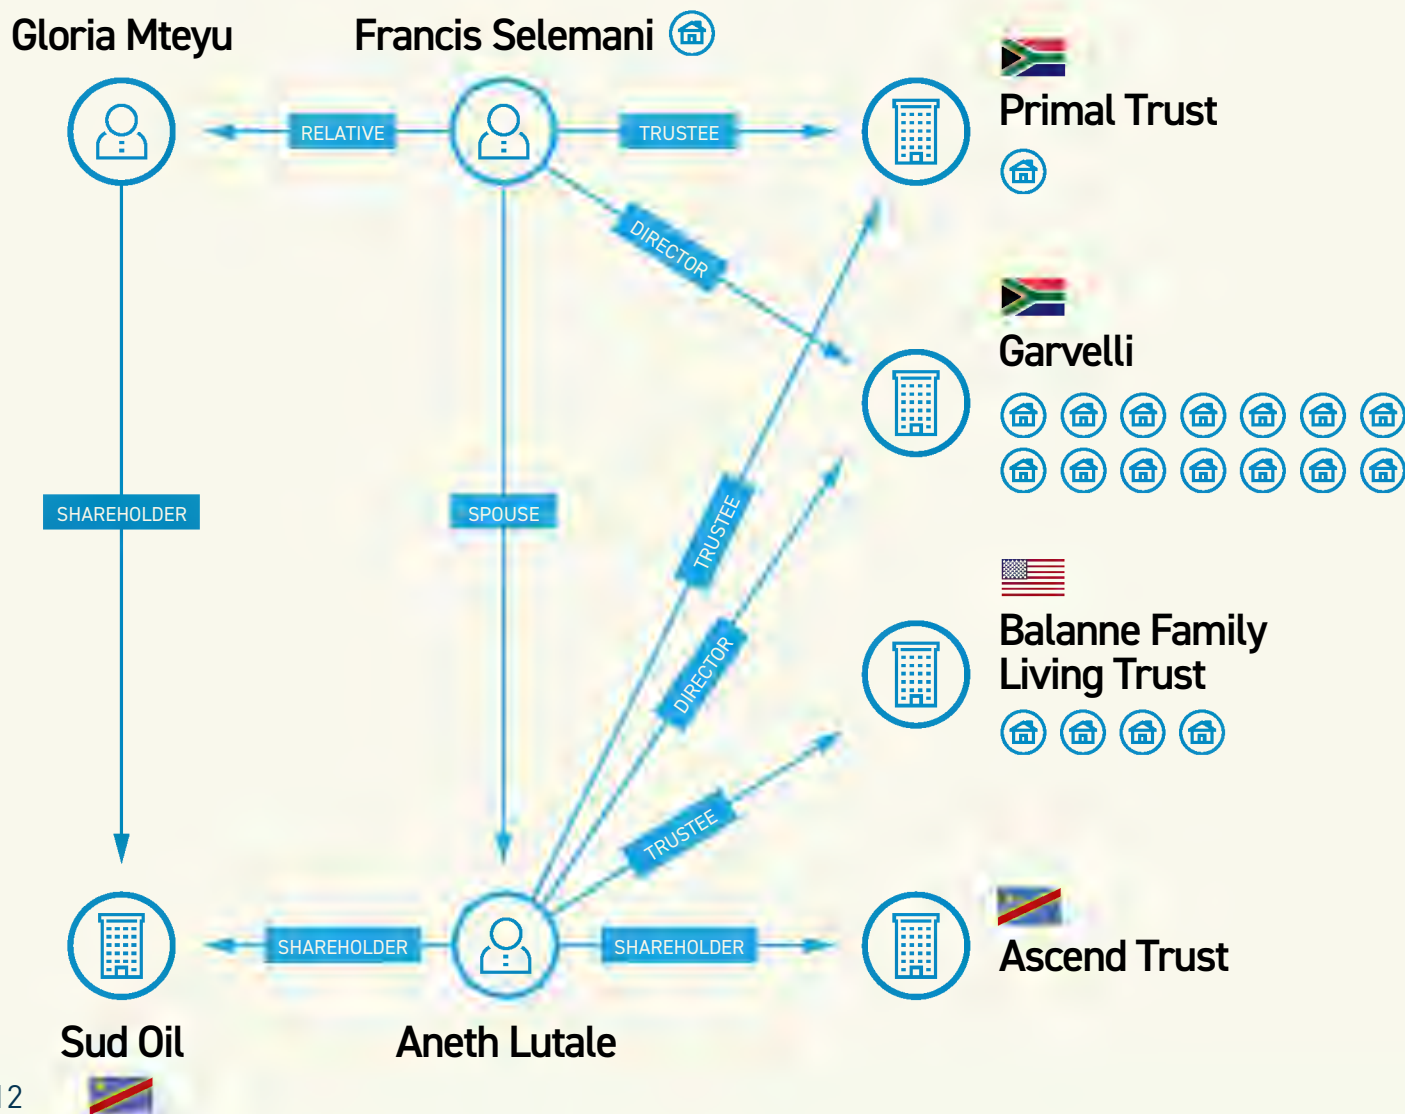 Gloria Mteyu
Francis Selemani
Primal Trust
RELATIVE
TRUSTEE
DIRECTOR
Garvelli
SHAREHOLDER
SPOUSE
TRUSTEE
DIRECTOR
Balanne Family
Living Trust
TRUSTEE
SHAREHOLDER
SHAREHOLDER
Ascend Trust
Sud Oil
Aneth Lutale
12